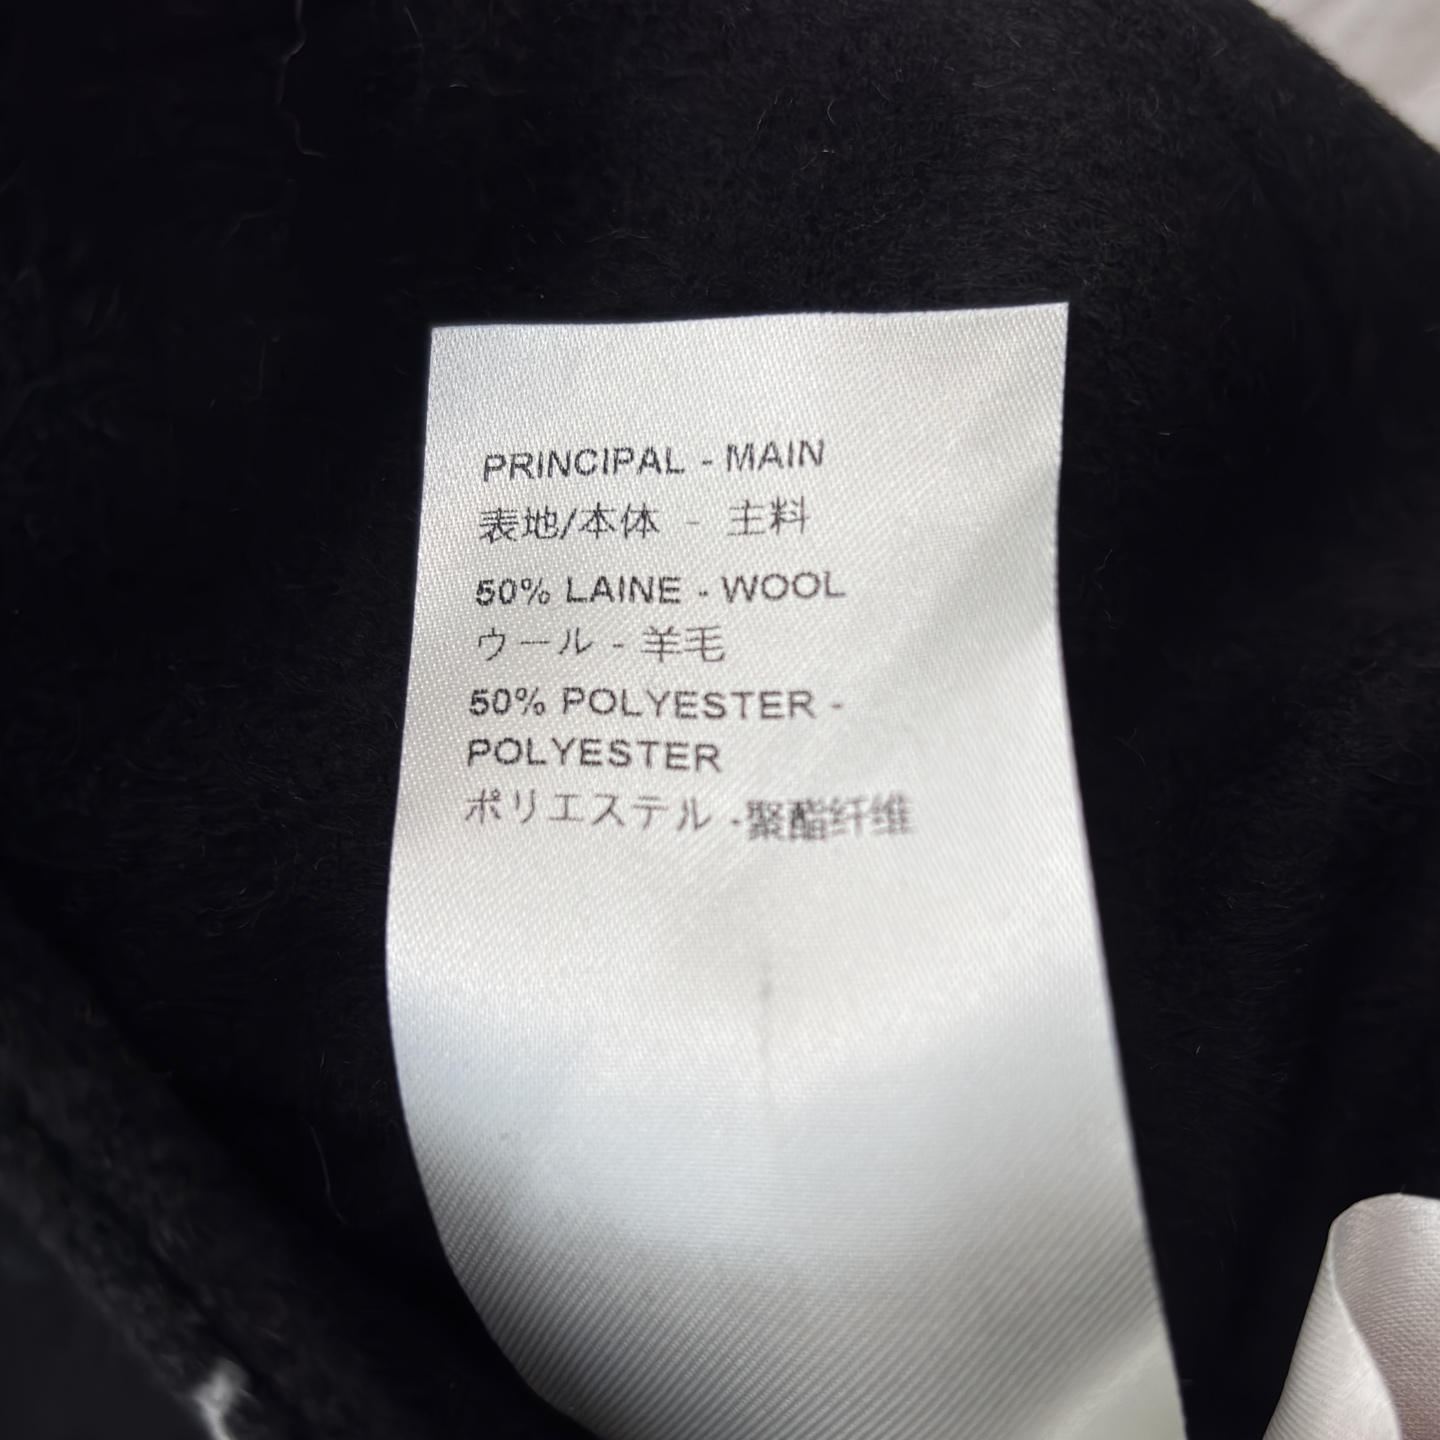 PRINCIPAL - MAIN
表地/本体 - 主料
50% LAINE - WOOL
ウール - 羊毛
50% POLYESTER -
POLYESTER
ポリエステル -聚酯纤维